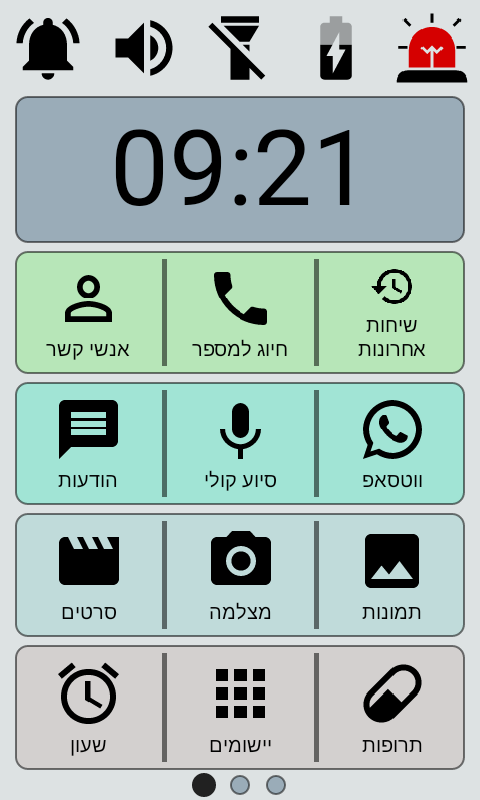 09:21
שיחות
אחרונות
חיוג למספר
אנשי קשר
ווטסאפ
סיוע קולי
הודעות
תמונות
מצלמה
סרטים
תרופות
יישומים
שעון